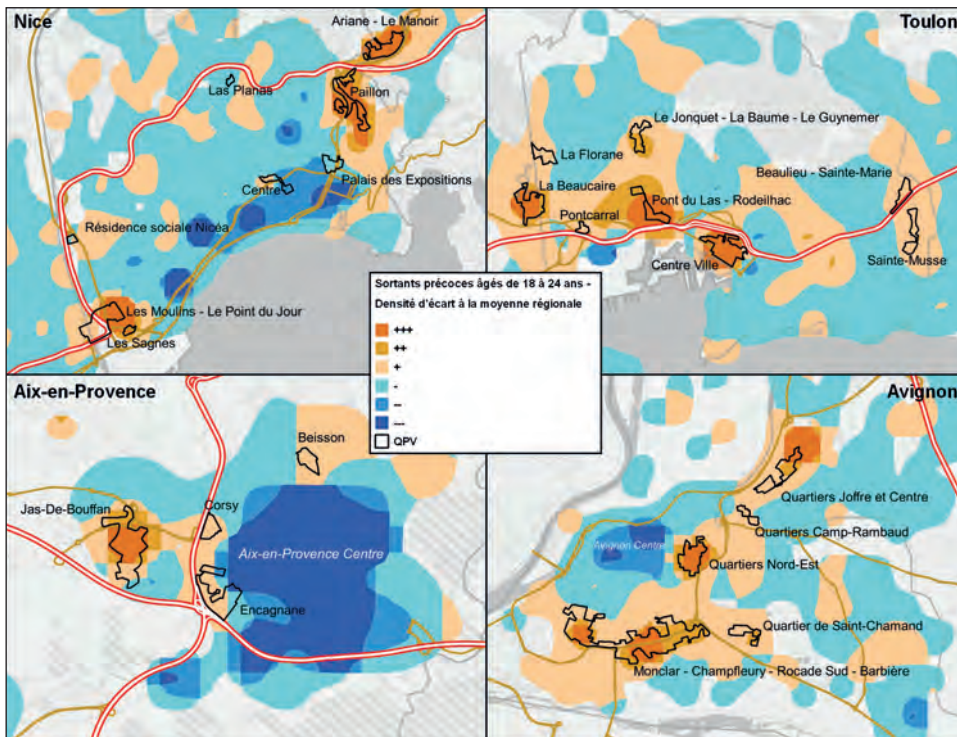 Nice
Ariane - Le Manoir
Las Planas
Paillon
Centre
Palais des Expositions
Résidence sociale Nicéa
Les Moulins - Le Point du Jour
Les Sagnes
Toulon
Le Jonquet - La Baume - Le Guynemer
La Florane
Beaulieu - Sainte-Marie
La Beaucaire
Pont du Las - Rodeilhac
Pontcarral
Centre Ville
Sainte-Musse
Sortants précoces âgés de 18 à 24 ans -
Densité d'écart à la moyenne régionale
+++
++
+
-
--
---
QPV
Aix-en-Provence
Beisson
Jas-De-Bouffan
Corsy
Aix-en-Provence Centre
Encagnane
Avignon
Quartiers Joffre et Centre
Quartiers Camp-Rambaud
Avignon Centre
Quartiers Nord-Est
Quartier de Saint-Chamand
Monclar - Champfleury - Rocade Sud - Barbière